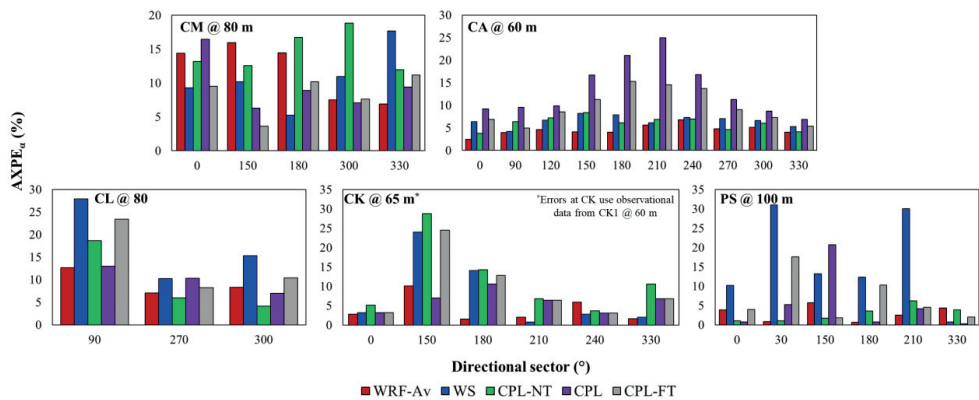 CM @ 80 m
20
15
10
5
0
0 150 180 300 330
CA @ 60 m
30
25
20
15
10
5
0
0 90 120 150 180 210 240 270 300 330
AXPEα (%)
CL @ 80
30
25
20
15
10
5
0
90 270 300
CK @ 65 m*
*Errors at CK use observational
data from CK1 @ 60 m
35
30
25
20
15
10
5
0
0 150 180 210 240 330
PS @ 100 m
35
30
25
20
15
10
5
0
0 30 150 180 210 330
Directional sector (°)
WRF-Av WS CPL-NT CPL CPL-FT